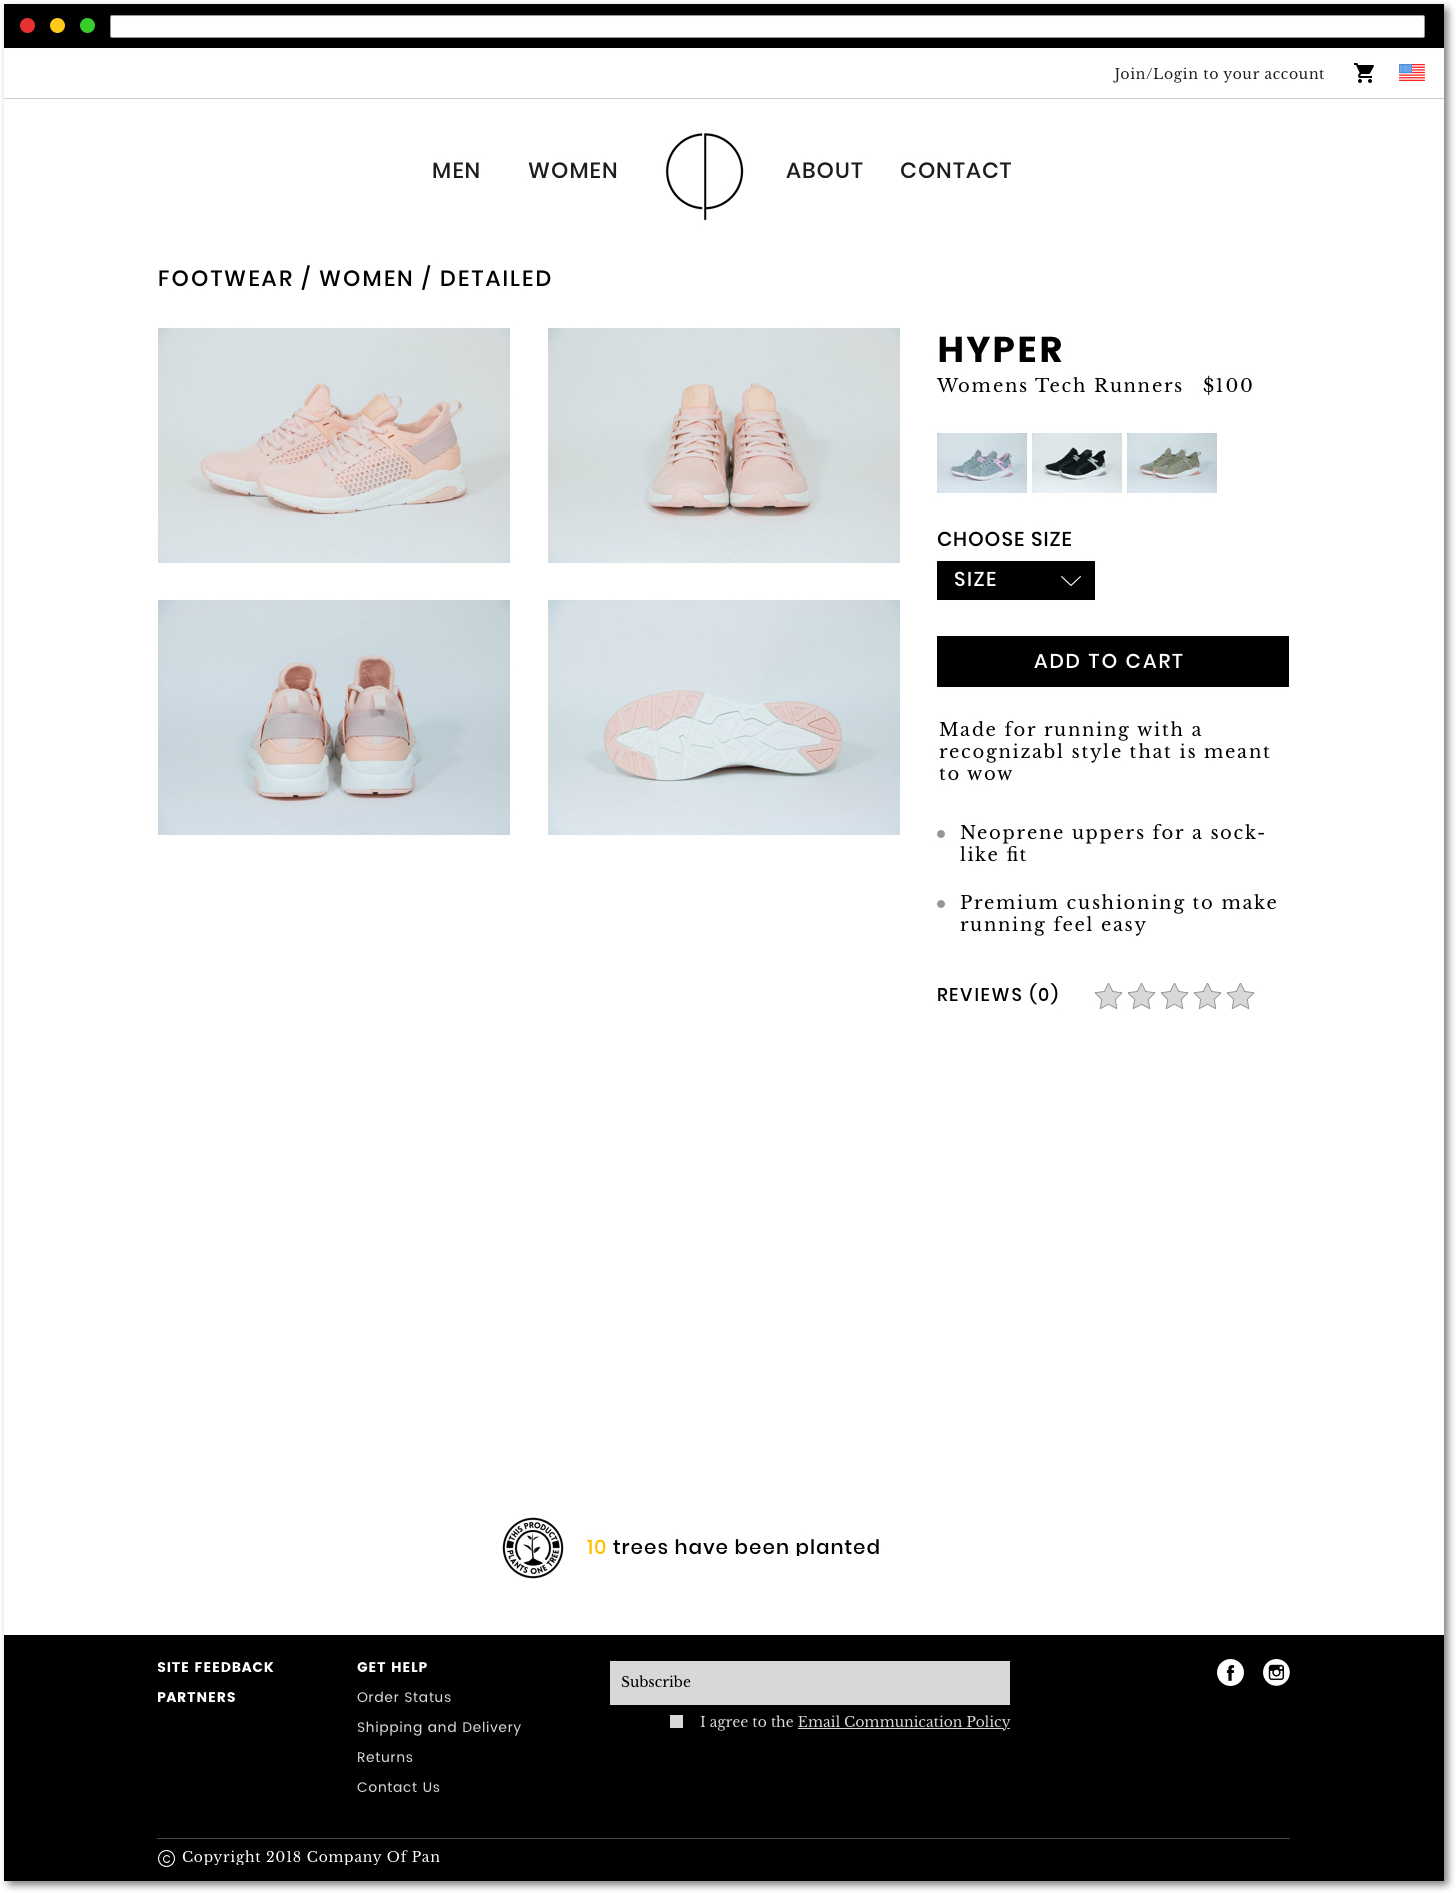 Join/Login to your account
MEN WOMEN ABOUT CONTACT
FOOTWEAR / WOMEN / DETAILED
HYPER
Womens Tech Runners $100
CHOOSE SIZE
SIZE
ADD TO CART
Made for running with a
recognizabl style that is meant
to wow
Neoprene uppers for a sock-
like fit
Premium cushioning to make
running feel easy
REVIEWS (0)
THIS PRODUCT
PLANTS ONE TREE
10 trees have been planted
SITE FEEDBACK
PARTNERS
GET HELP
Order Status
Shipping and Delivery
Returns
Contact Us
Subscribe
I agree to the Email Communication Policy
© Copyright 2018 Company Of Pan